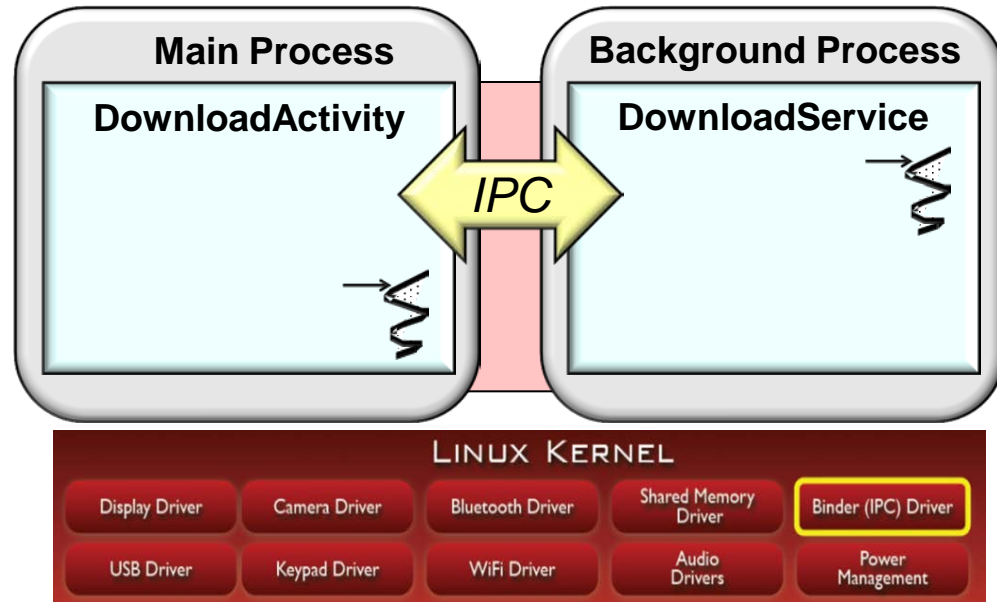 Main Process
Background Process
DownloadActivity
DownloadService
IPC
LINUX KERNEL
Display Driver
Camera Driver
Bluetooth Driver
Shared Memory
Driver
Binder (IPC) Driver
USB Driver
Keypad Driver
WiFi Driver
Audio
Drivers
Power
Management